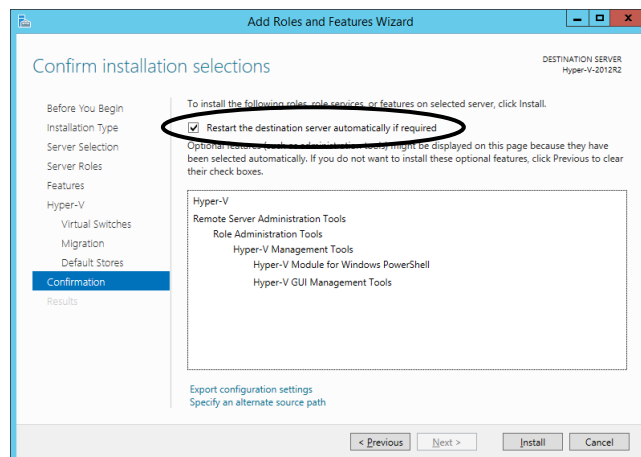 Add Roles and Features Wizard
Confirm installation selections
DESTINATION SERVER
Hyper-V-2012R2
Before You Begin
Installation Type
Server Selection
Server Roles
Features
Hyper-V
Virtual Switches
Migration
Default Stores
Confirmation
Results
To install the following roles, role services, or features on selected server, click Install.
Restart the destination server automatically if required
Optional features (such as administration tools) might be displayed on this page because they have
been selected automatically. If you do not want to install these optional features, click Previous to clear
their check boxes.
Hyper-V
Remote Server Administration Tools
Role Administration Tools
Hyper-V Management Tools
Hyper-V Module for Windows PowerShell
Hyper-V GUI Management Tools
Export configuration settings
Specify an alternate source path
< Previous
Next >
Install
Cancel